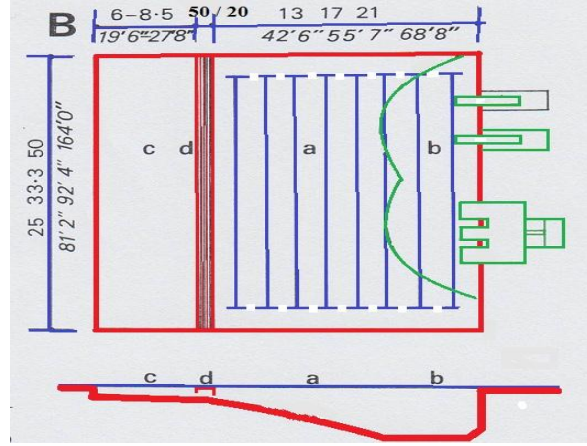 B
6-8·5 50/20 13 17 21
19'6"27'8" 42'6"55'7" 68'8"
25 33·3 50
81'2" 92'4" 164'0"
c d a b
c d a b